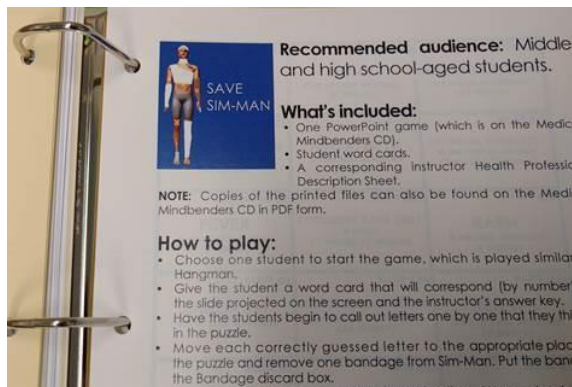 SAVE
SIM-MAN
Recommended audience: Middle
and high school-aged students.
What's included:
• One PowerPoint game (which is on the Medic
Mindbenders CD).
• Student word cards.
• A corresponding instructor Health Professio
Description Sheet.
NOTE: Copies of the printed files can also be found on the Medi
Mindbenders CD in PDF form.
How to play:
• Choose one student to start the game, which is played similar
Hangman.
• Give the student a word card that will correspond (by number)
the slide projected on the screen and the instructor's answer key.
• Have the students begin to call out letters one by one that they thi
in the puzzle.
• Move each correctly guessed letter to the appropriate plac
the puzzle and remove one bandage from Sim-Man. Put the ban
the Bandage discard box.